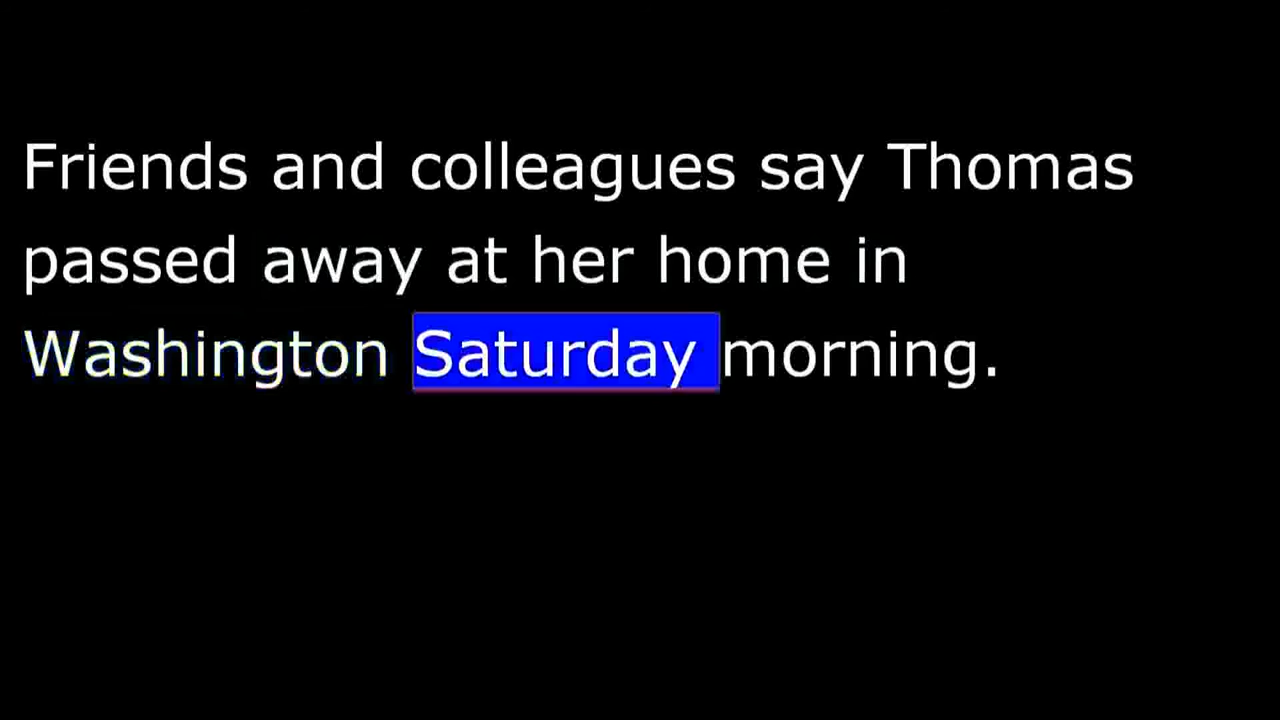 Friends and colleagues say Thomas
passed away at her home in
Washington Saturday morning.